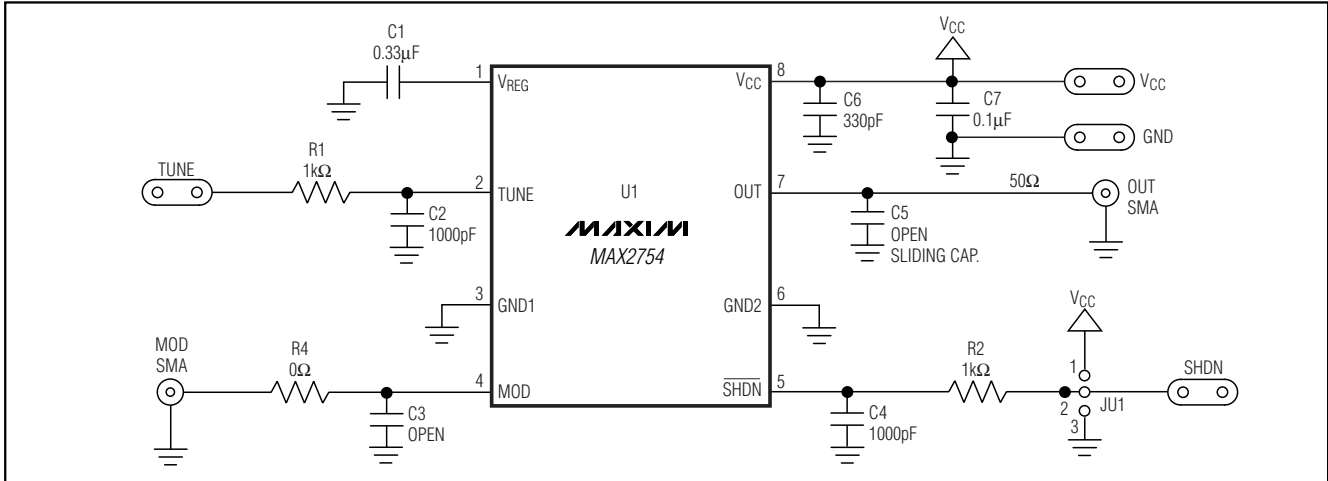 C1
0.33µF
1
VREG
TUNE
R1
1kΩ
2
TUNE
C2
1000pF
3
GND1
MOD
SMA
R4
0Ω
4
MOD
C3
OPEN
U1
MAXIM
MAX2754
VCC
8
VCC
C6
330pF
C7
0.1µF
VCC
GND
OUT
7
50Ω
OUT
SMA
C5
OPEN
SLIDING CAP.
GND2
6
SHDN
5
R2
1kΩ
C4
1000pF
VCC
1
2
3
JU1
SHDN